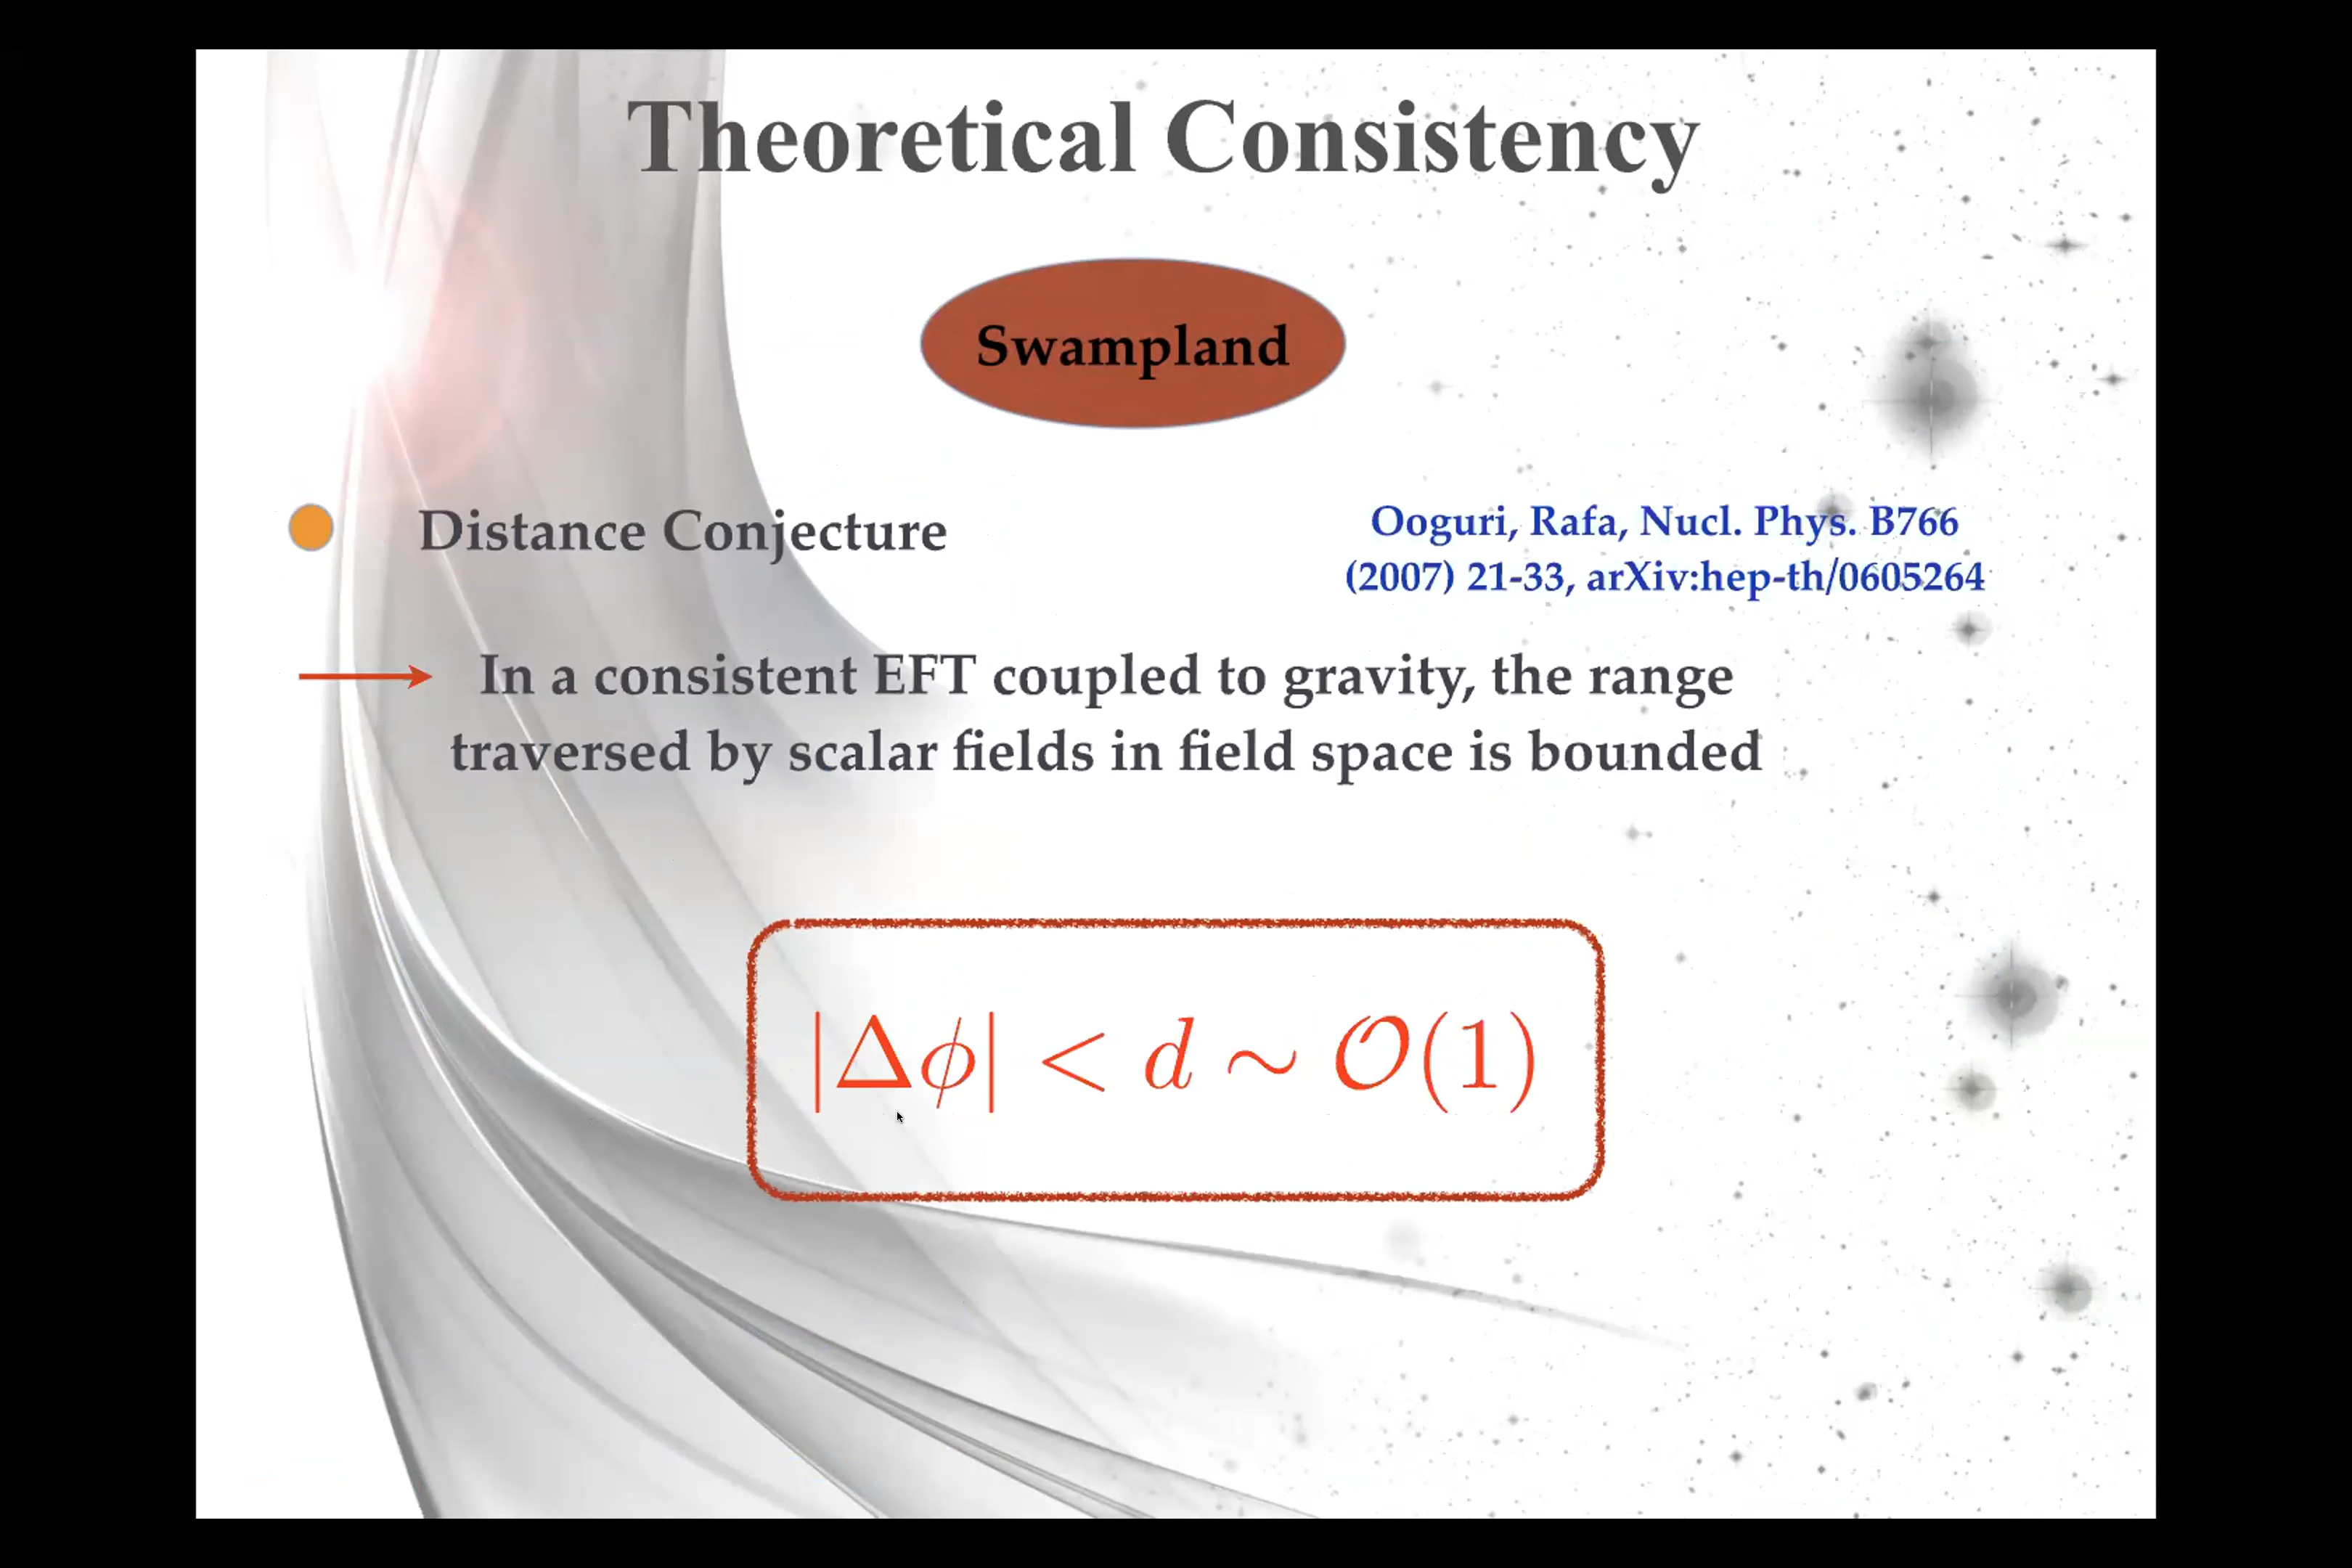 Theoretical Consistency
Swampland
Distance Conjecture
Ooguri, Rafa, Nucl. Phys. B766
(2007) 21-33, arXiv:hep-th/0605264
In a consistent EFT coupled to gravity, the range
traversed by scalar fields in field space is bounded
|Δϕ| < d ∼ 𝒪(1)